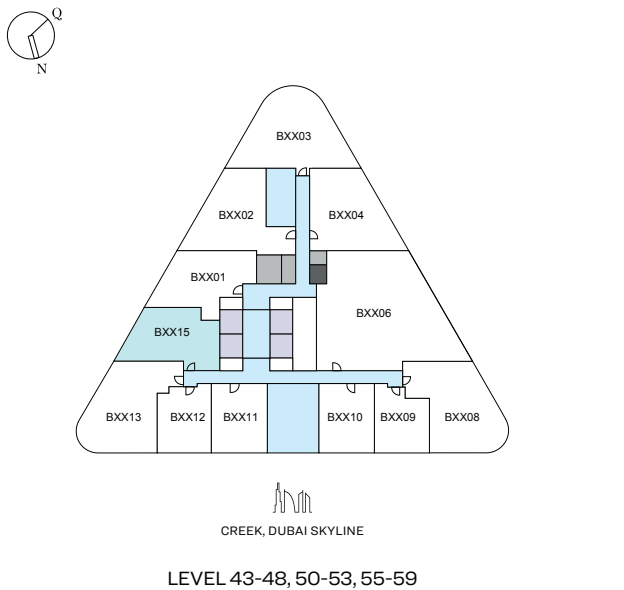 Q
N
BXX03
BXX02
BXX04
BXX01
BXX06
BXX15
BXX13
BXX12
BXX11
BXX10
BXX09
BXX08
CREEK, DUBAI SKYLINE
LEVEL 43-48, 50-53, 55-59